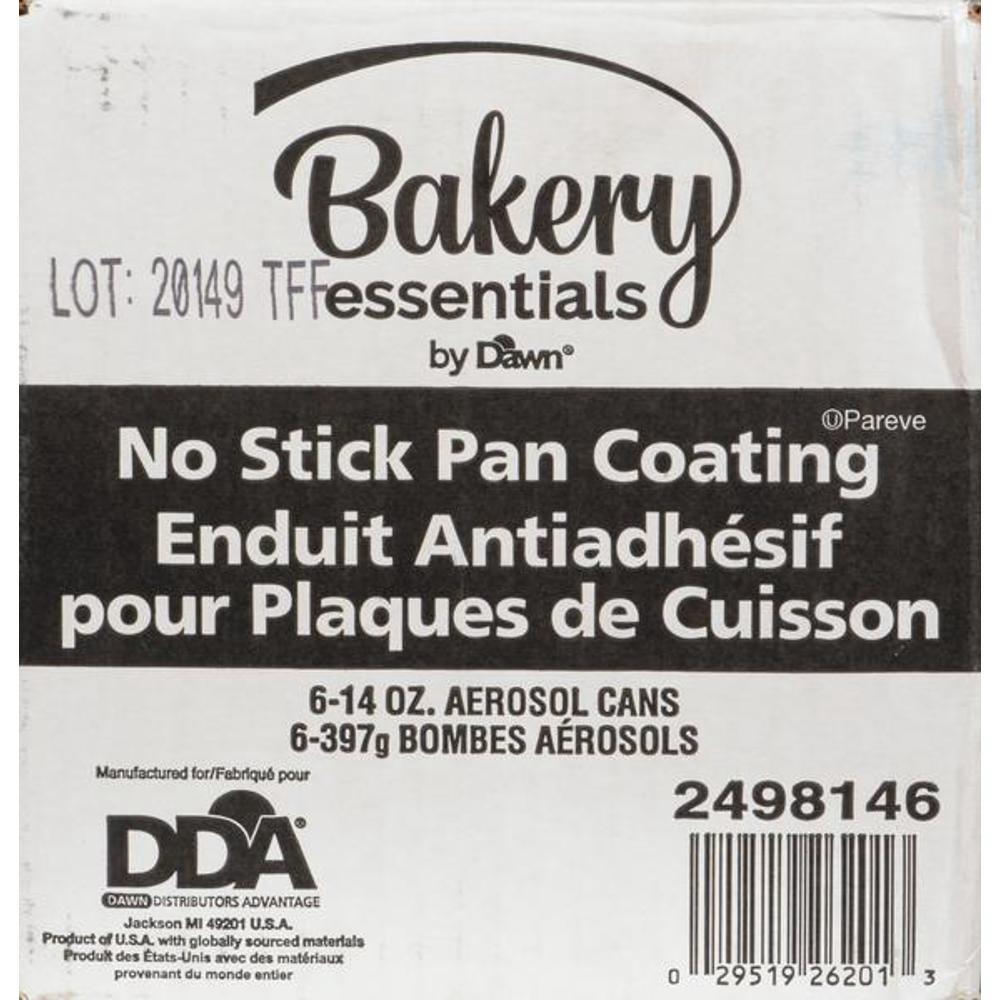 Bakery
LOT: 20149 TFF
essentials
by Dawn®
ⓊPareve
No Stick Pan Coating
Enduit Antiadhésif
pour Plaques de Cuisson
6-14 OZ. AEROSOL CANS
6-397g BOMBES AÉROSOLS
Manufactured for/Fabriqué pour
DDA®
DAWN DISTRIBUTORS ADVANTAGE
Jackson MI 49201 U.S.A.
Product of U.S.A. with globally sourced materials
Produit des États-Unis avec des matériaux
provenant du monde entier
2498146
0 29519 26201 3